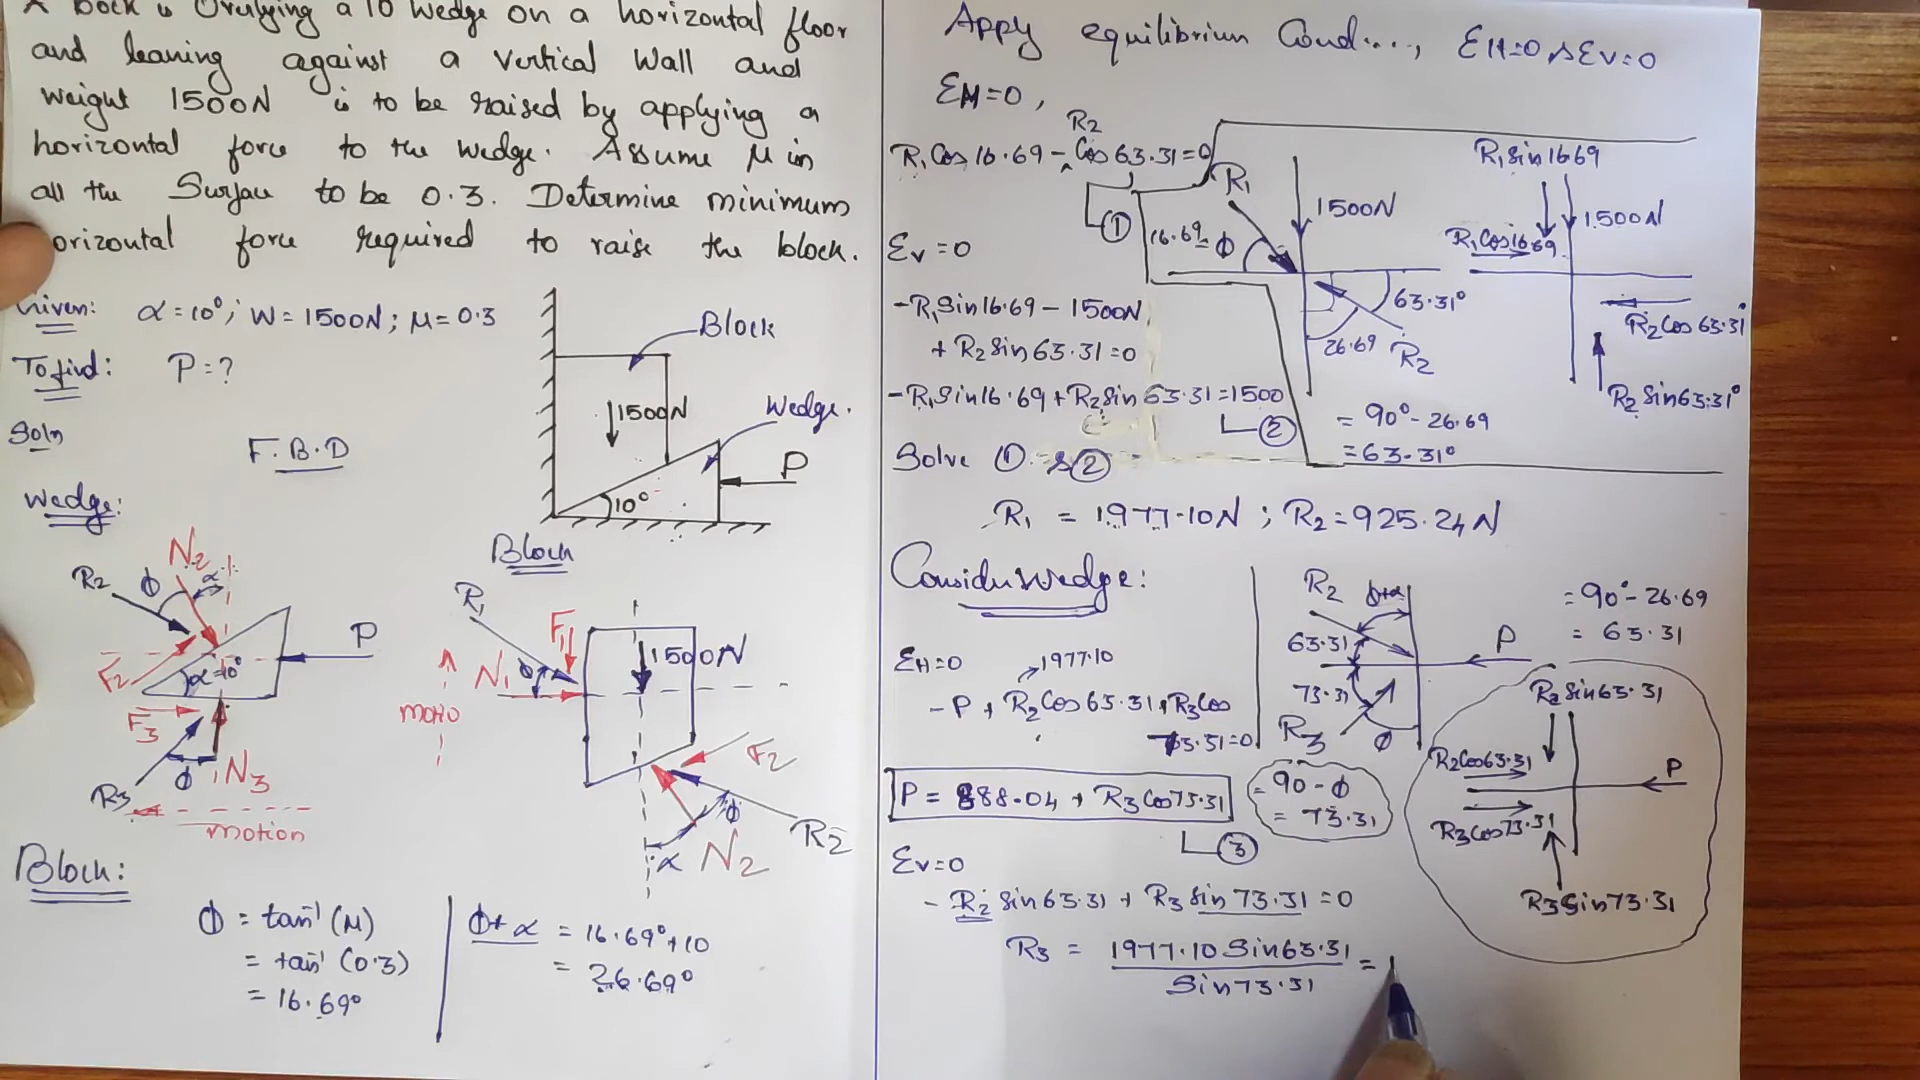 A Bock is Overlying a 10 Wedge on a horizontal floor
and leaning against a vertical wall and
weight 1500N is to be raised by applying a
horizontal force to the wedge. Assume μ in
all the Surface to be 0.3. Determine minimum
orizontal force required to raise the block.
Given: α = 10°; W = 1500N; μ = 0.3
To find: P = ?
Soln
F.B.D
Block
1500N
Wedge.
P
10°
Wedge:
N2
R2 ϕ α
P
F2
α=10°
F3
R3 ϕ N3
motion
Block
R1
F1
1500N
N1 ϕ
F2
ϕ
R2
α N2
Block:
ϕ = tan⁻¹(μ)
= tan⁻¹(0.3)
= 16.69°
ϕ+α = 16.69°+10
= 26.69°
Apply equilibrium Cond...., ΣH=0 & ΣV=0
ΣH=0,
R2
R1 Cos 16.69 - Cos 63.31=0
①
ΣV=0
-R1 Sin 16.69 - 1500N
+ R2 sin 63.31=0
-R1 Sin 16.69 + R2 sin 63.31=1500
②
Solve ① & ②
R1
1500N
16.69 = ϕ
63.31°
26.69 R2
= 90° - 26.69
= 63.31°
R1 sin 16.69
1500N
R1 Cos 16.69
R2 Cos 63.31
R2 Sin 63.31°
R1 = 1977.10N ; R2 = 925.24N
Consider wedge:
ΣH=0
1977.10
-P + R2 Cos 63.31 + R3 Cos
73.31=0
P = 888.04 + R3 Cos 73.31
③
ΣV=0
- R2 sin 63.31 + R3 sin 73.31 = 0
R3 = 1977.10 Sin 63.31 =
Sin 73.31
R2 ϕ+α
63.31
P
73.31
R3 ϕ
= 90 - ϕ
= 73.31
= 90° - 26.69
= 63.31
R2 sin 63.31
R2 Cos 63.31
P
R3 Cos 73.31
R3 Sin 73.31